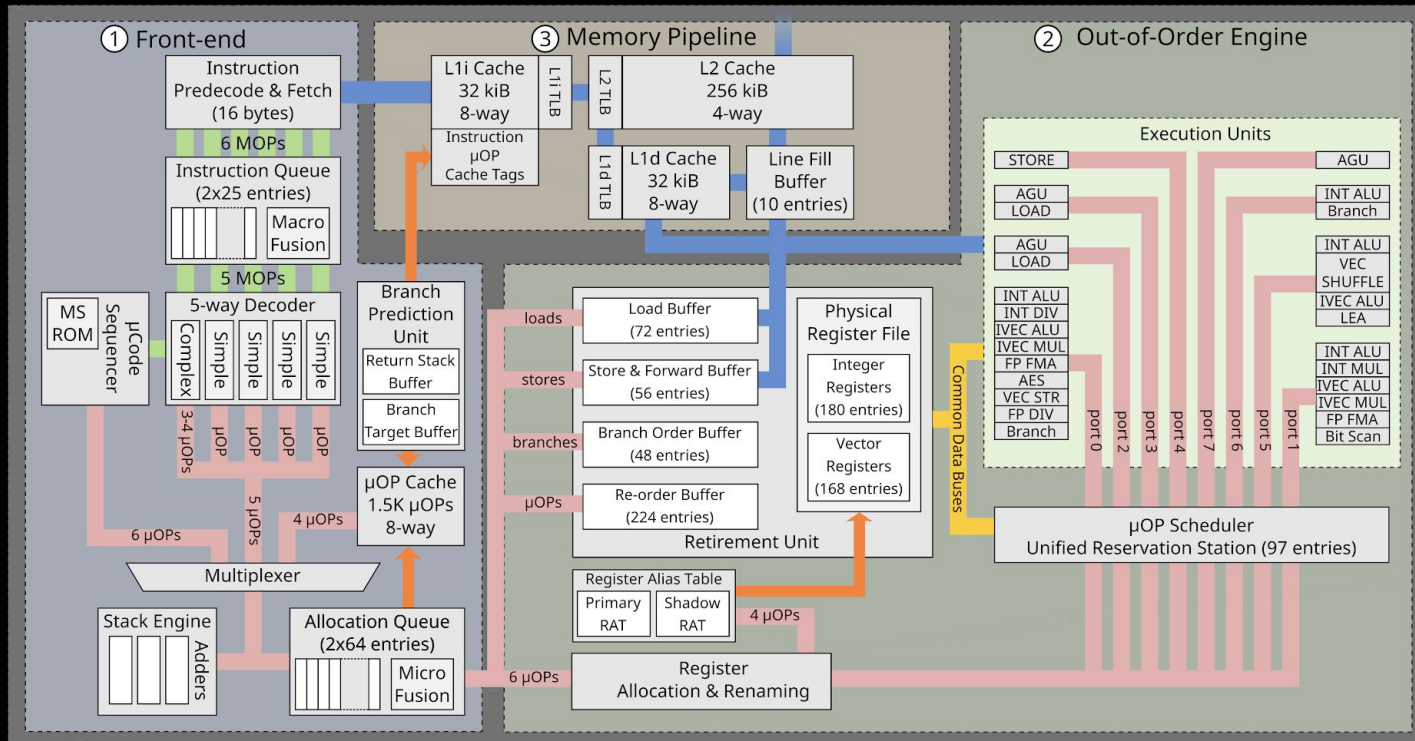 ① Front-end
Instruction
Predecode & Fetch
(16 bytes)
6 MOPs
Instruction Queue
(2x25 entries)
Macro
Fusion
5 MOPs
5-way Decoder
Complex
Simple
Simple
Simple
Simple
MS
ROM
µCode
Sequencer
3-4 µOPs
µOP
µOP
µOP
µOP
5 µOPs
6 µOPs
4 µOPs
Branch
Prediction
Unit
Return Stack
Buffer
Branch
Target Buffer
µOP Cache
1.5K µOPs
8-way
Multiplexer
Stack Engine
Adders
Allocation Queue
(2x64 entries)
Micro
Fusion
③ Memory Pipeline
L1i Cache
32 kiB
8-way
L1i TLB
Instruction
µOP
Cache Tags
L2 TLB
L2 Cache
256 kiB
4-way
L1d TLB
L1d Cache
32 kiB
8-way
Line Fill
Buffer
(10 entries)
② Out-of-Order Engine
Execution Units
STORE
AGU
LOAD
AGU
LOAD
INT ALU
INT DIV
IVEC ALU
IVEC MUL
FP FMA
AES
VEC STR
FP DIV
Branch
AGU
INT ALU
Branch
INT ALU
VEC
SHUFFLE
IVEC ALU
LEA
INT ALU
INT MUL
IVEC ALU
IVEC MUL
FP FMA
Bit Scan
port 0
port 2
port 3
port 4
port 7
port 6
port 5
port 1
Common Data Buses
µOP Scheduler
Unified Reservation Station (97 entries)
loads
Load Buffer
(72 entries)
stores
Store & Forward Buffer
(56 entries)
branches
Branch Order Buffer
(48 entries)
µOPs
Re-order Buffer
(224 entries)
Physical
Register File
Integer
Registers
(180 entries)
Vector
Registers
(168 entries)
Retirement Unit
Register Alias Table
Primary
RAT
Shadow
RAT
4 µOPs
6 µOPs
Register
Allocation & Renaming